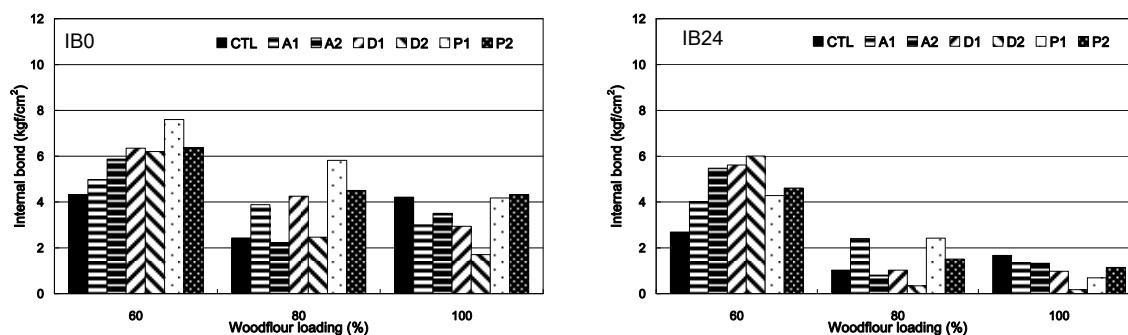 IB0
CTL A1 A2 D1 D2 P1 P2
Internal bond (kgf/cm²)
12
10
8
6
4
2
0
60 80 100
Woodflour loading (%)
IB24
CTL A1 A2 D1 D2 P1 P2
Internal bond (kgf/cm²)
12
10
8
6
4
2
0
60 80 100
Woodflour loading (%)